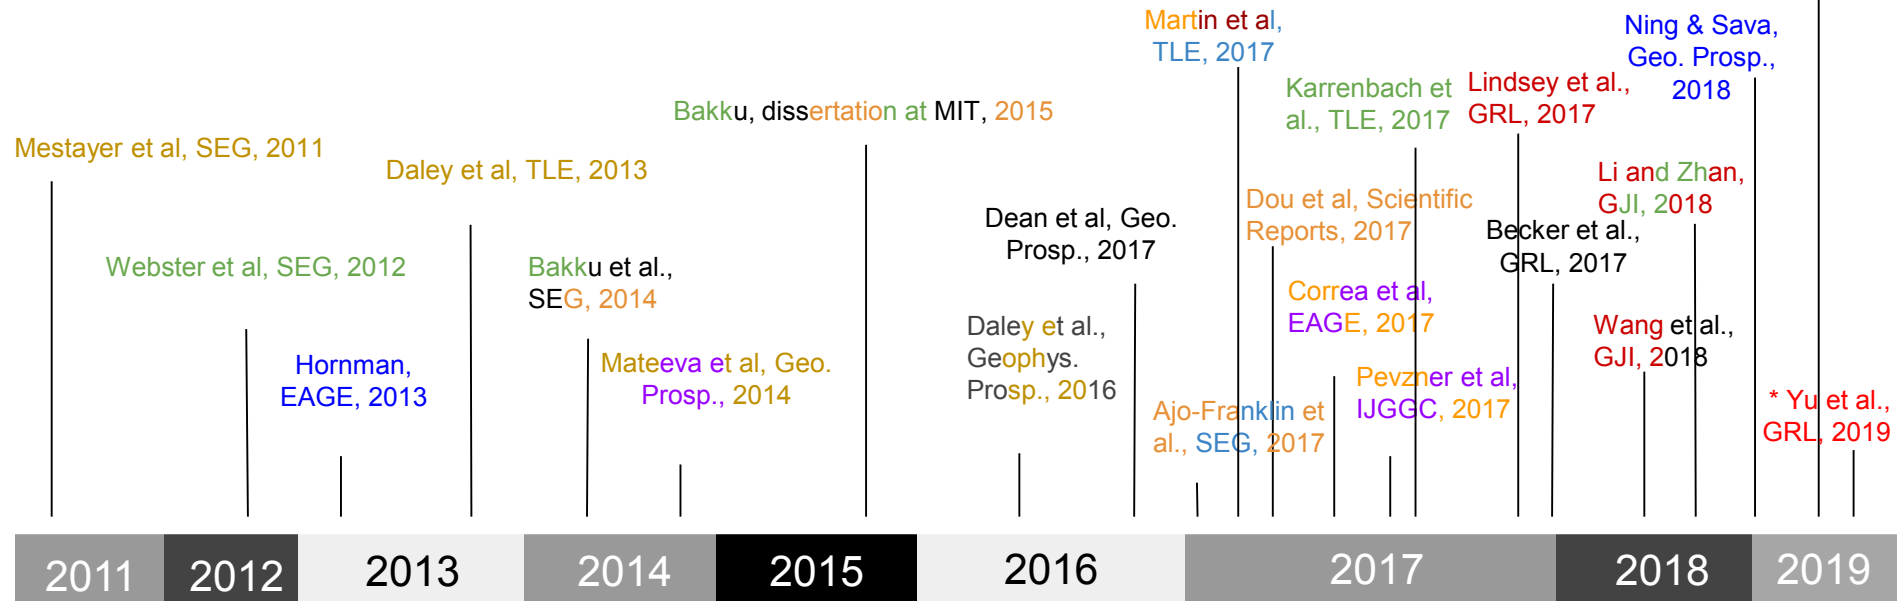 Mestayer et al, SEG, 2011
Webster et al, SEG, 2012
Hornman,
EAGE, 2013
Daley et al, TLE, 2013
Bakku et al.,
SEG, 2014
Mateeva et al, Geo.
Prosp., 2014
Bakku, dissertation at MIT, 2015
Daley et al.,
Geophys.
Prosp., 2016
Dean et al, Geo.
Prosp., 2017
Ajo-Franklin et
al., SEG, 2017
Martin et al,
TLE, 2017
Dou et al, Scientific
Reports, 2017
Correa et al,
EAGE, 2017
Pevzner et al,
IJGGC, 2017
Karrenbach et
al., TLE, 2017
Lindsey et al.,
GRL, 2017
Becker et al.,
GRL, 2017
Wang et al.,
GJI, 2018
Li and Zhan,
GJI, 2018
Ning & Sava,
Geo. Prosp.,
2018
* Yu et al.,
GRL, 2019
2011
2012
2013
2014
2015
2016
2017
2018
2019